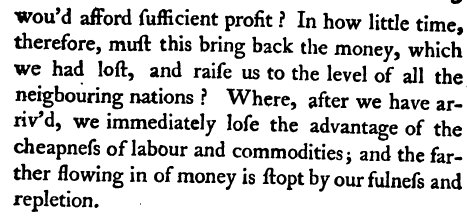 wou'd afford ſufficient profit? In how little time,
therefore, muſt this bring back the money, which
we had loſt, and raiſe us to the level of all the
neigbouring nations? Where, after we have ar-
riv'd, we immediately loſe the advantage of the
cheapneſs of labour and commodities; and the far-
ther flowing in of money is ſtopt by our fulneſs and
repletion.